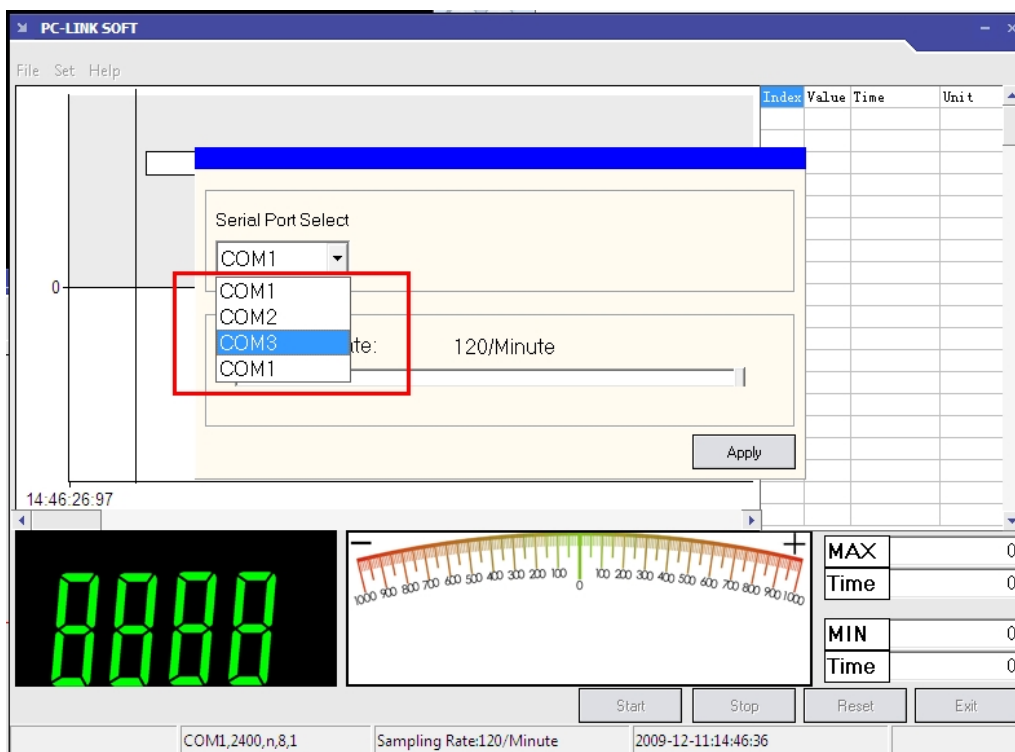 PC-LINK SOFT
File Set Help
Index Value Time Unit
Serial Port Select
COM1
COM1
COM2
COM3
COM1
te: 120/Minute
Apply
0
14:46:26:97
8888
1000 900 800 700 600 500 400 300 200 100 0 100 200 300 400 500 600 700 800 900 1000
MAX 0
Time 0
MIN 0
Time 0
Start Stop Reset Exit
COM1,2400,n,8,1 Sampling Rate:120/Minute 2009-12-11:14:46:36